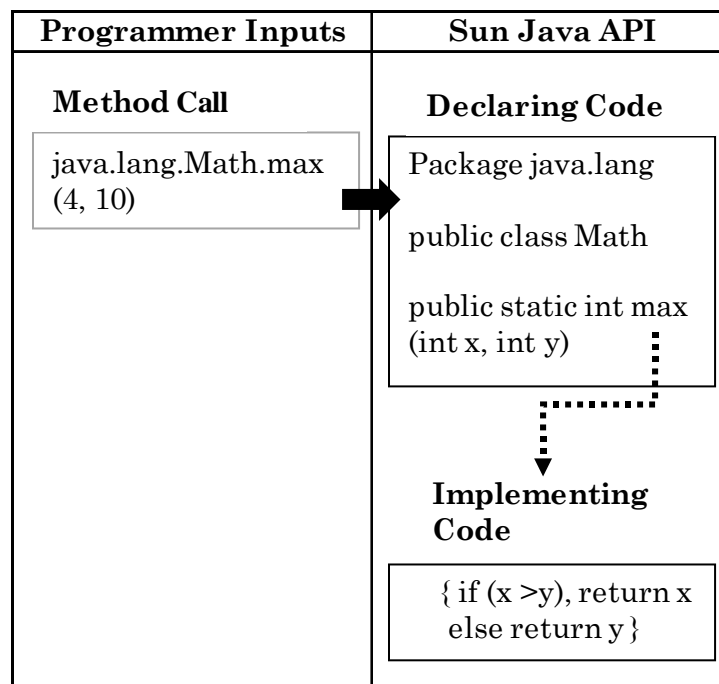 Programmer Inputs
Sun Java API
Method Call
java.lang.Math.max
(4, 10)
Declaring Code
Package java.lang
public class Math
public static int max
(int x, int y)
Implementing
Code
{ if (x >y), return x
else return y }